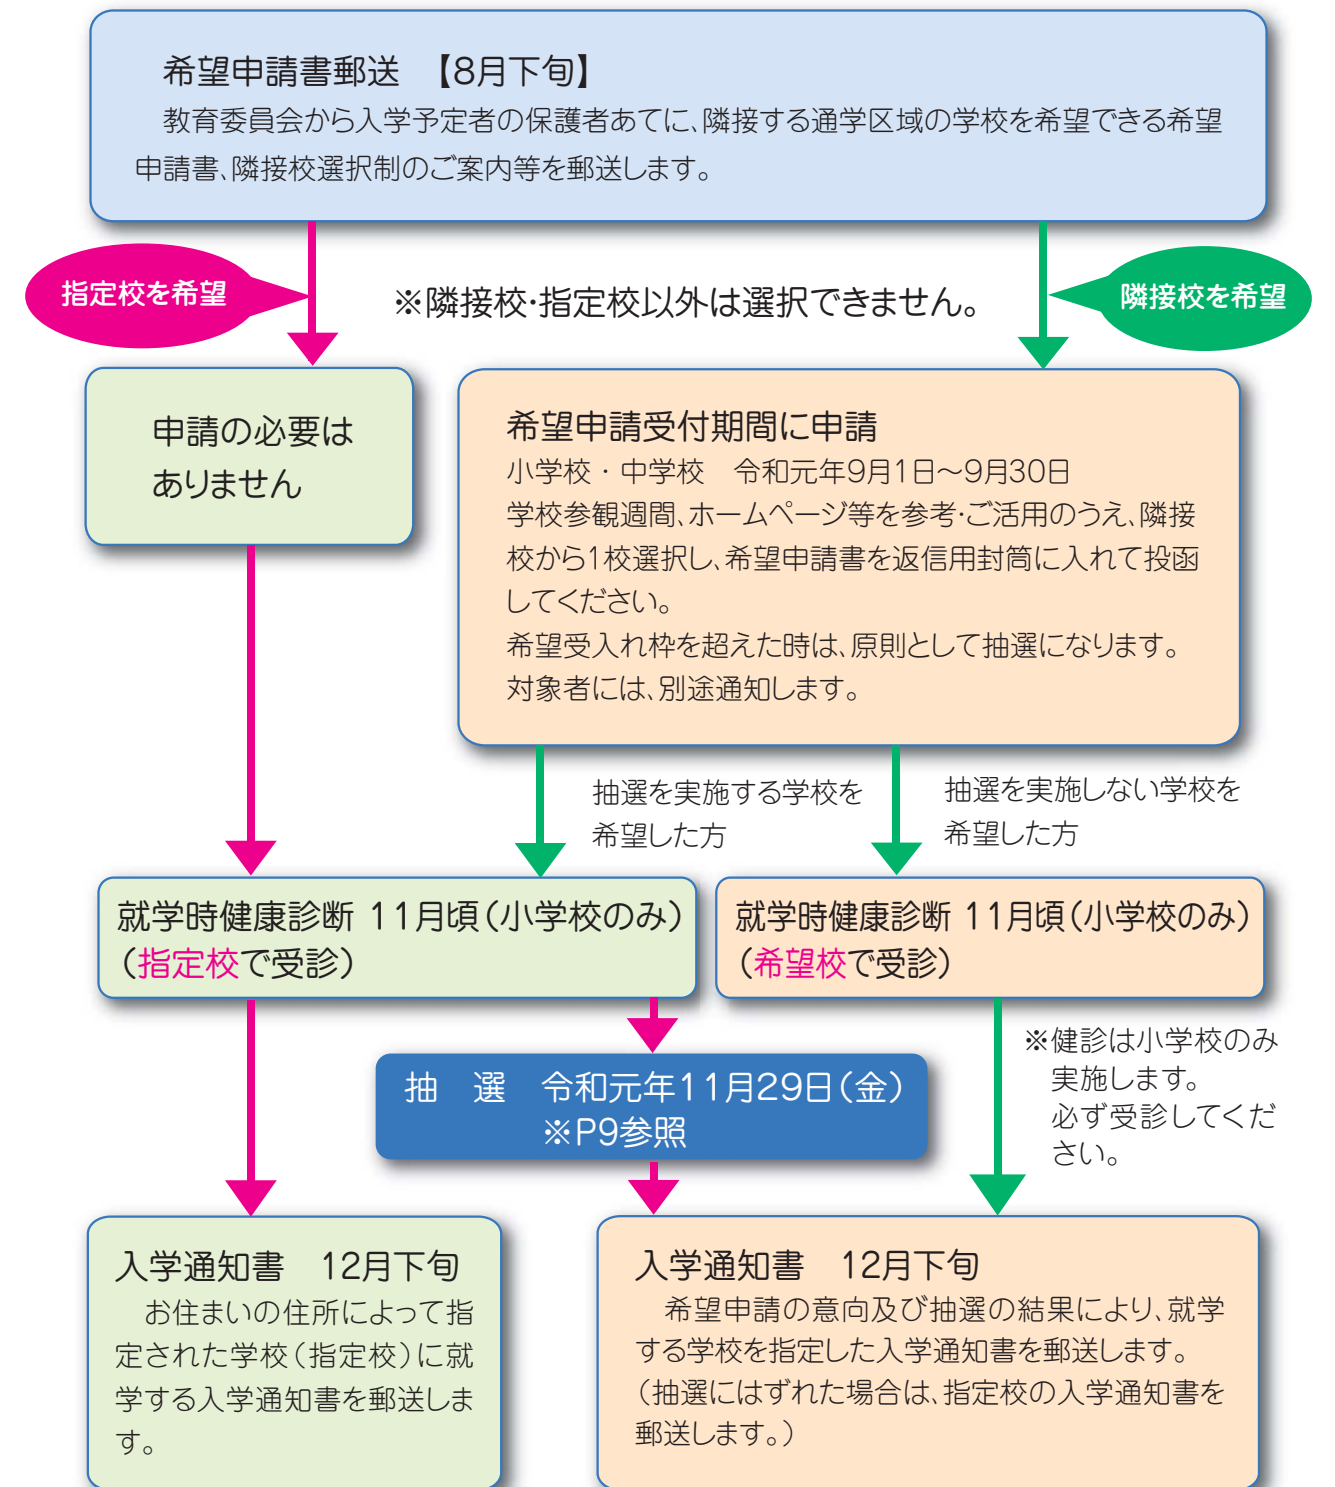 希望申請書郵送　【8月下旬】
教育委員会から入学予定者の保護者あてに、隣接する通学区域の学校を希望できる希望
申請書、隣接校選択制のご案内等を郵送します。
指定校を希望
※隣接校・指定校以外は選択できません。
隣接校を希望
申請の必要は
ありません
希望申請受付期間に申請
小学校・中学校　令和元年9月1日〜9月30日
学校参観週間、ホームページ等を参考・ご活用のうえ、隣接
校から1校選択し、希望申請書を返信用封筒に入れて投函
してください。
希望受入れ枠を超えた時は、原則として抽選になります。
対象者には、別途通知します。
抽選を実施する学校を
希望した方
抽選を実施しない学校を
希望した方
就学時健康診断 11月頃（小学校のみ）
（指定校で受診）
就学時健康診断 11月頃（小学校のみ）
（希望校で受診）
※健診は小学校のみ
実施します。
必ず受診してくだ
さい。
抽　選　令和元年11月29日（金）
※P9参照
入学通知書　12月下旬
お住まいの住所によって指
定された学校（指定校）に就
学する入学通知書を郵送しま
す。
入学通知書　12月下旬
希望申請の意向及び抽選の結果により、就学
する学校を指定した入学通知書を郵送します。
（抽選にはずれた場合は、指定校の入学通知書を
郵送します。）